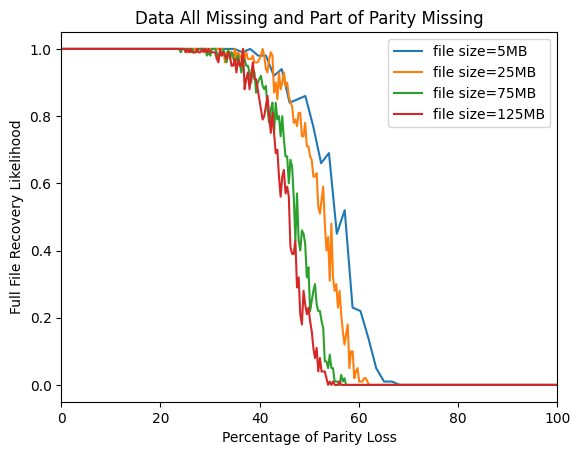 Data All Missing and Part of Parity Missing
Full File Recovery Likelihood
1.0
0.8
0.6
0.4
0.2
0.0
file size=5MB
file size=25MB
file size=75MB
file size=125MB
0 20 40 60 80 100
Percentage of Parity Loss